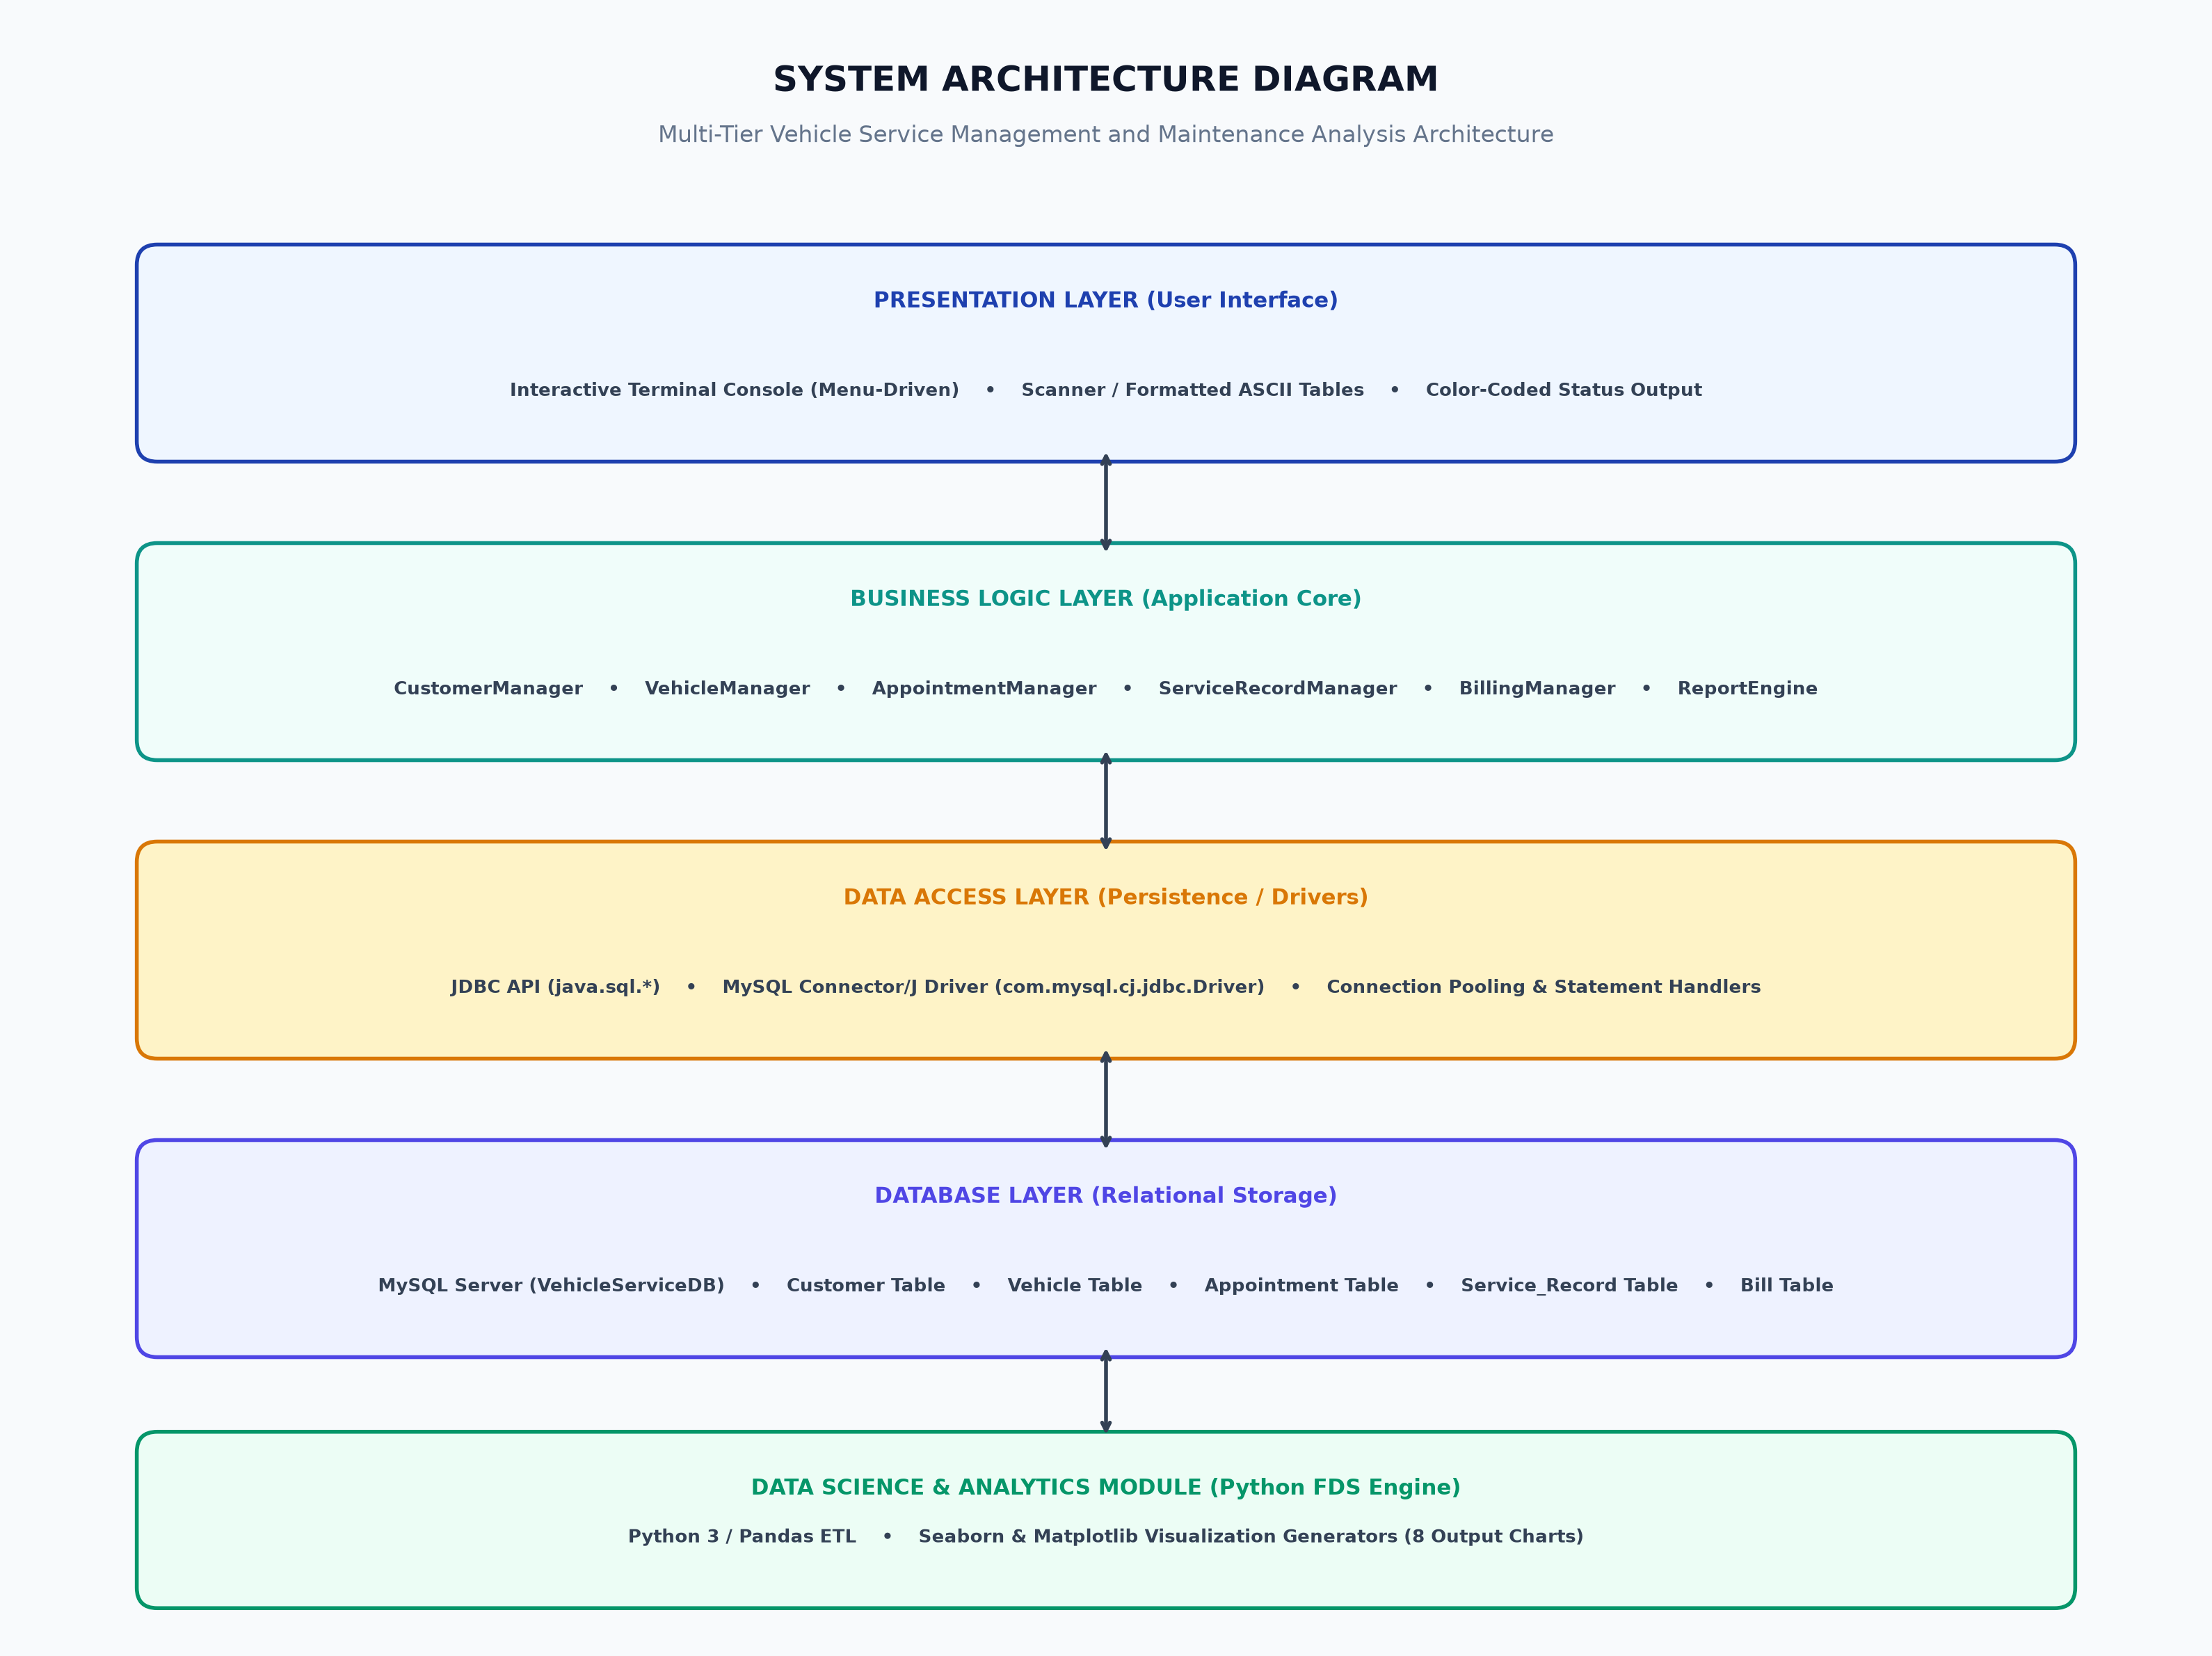 SYSTEM ARCHITECTURE DIAGRAM
Multi-Tier Vehicle Service Management and Maintenance Analysis Architecture
PRESENTATION LAYER (User Interface)
Interactive Terminal Console (Menu-Driven) • Scanner / Formatted ASCII Tables • Color-Coded Status Output
BUSINESS LOGIC LAYER (Application Core)
CustomerManager • VehicleManager • AppointmentManager • ServiceRecordManager • BillingManager • ReportEngine
DATA ACCESS LAYER (Persistence / Drivers)
JDBC API (java.sql.*) • MySQL Connector/J Driver (com.mysql.cj.jdbc.Driver) • Connection Pooling & Statement Handlers
DATABASE LAYER (Relational Storage)
MySQL Server (VehicleServiceDB) • Customer Table • Vehicle Table • Appointment Table • Service_Record Table • Bill Table
DATA SCIENCE & ANALYTICS MODULE (Python FDS Engine)
Python 3 / Pandas ETL • Seaborn & Matplotlib Visualization Generators (8 Output Charts)